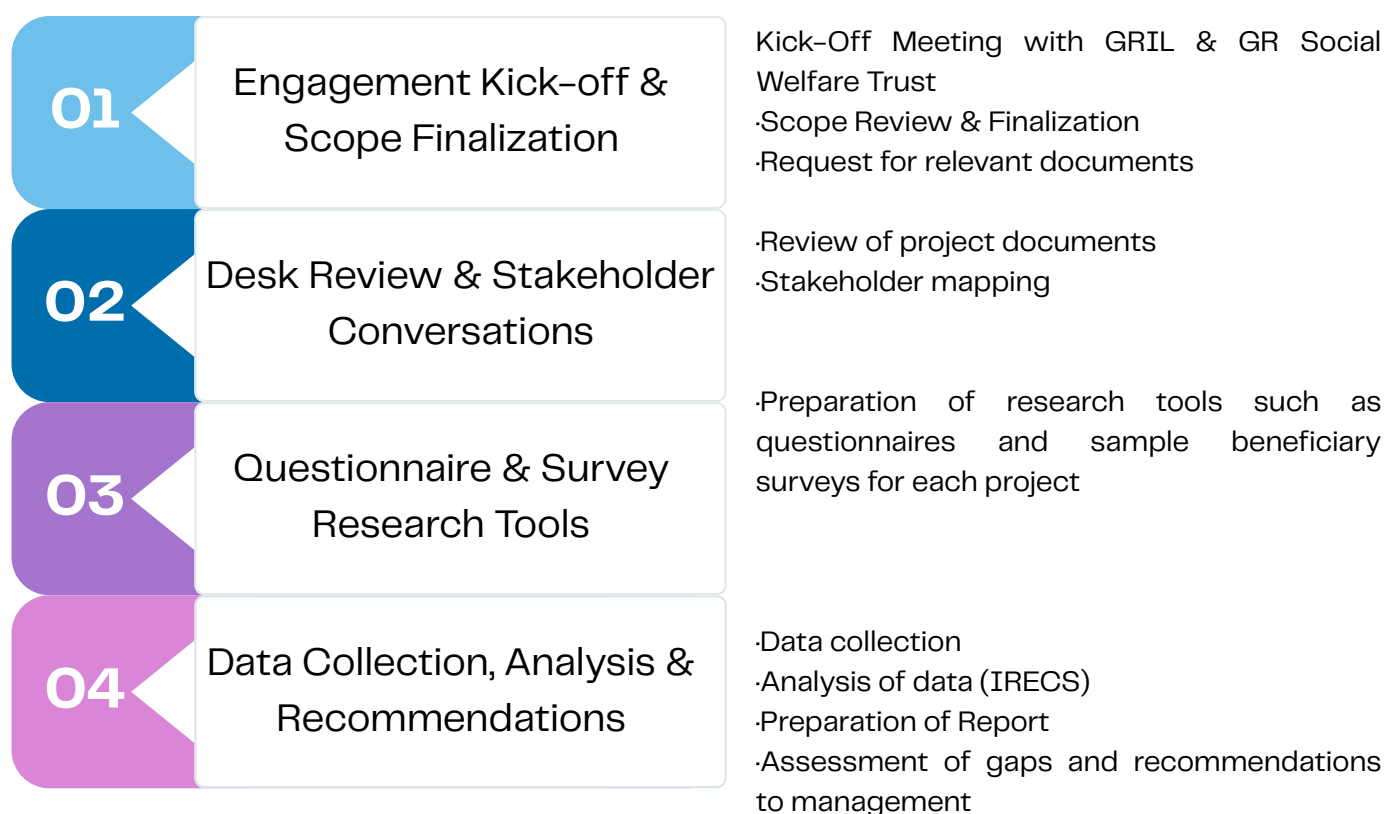 01
Engagement Kick-off &
Scope Finalization
Kick-Off Meeting with GRIL & GR Social
Welfare Trust
·Scope Review & Finalization
·Request for relevant documents
02
Desk Review & Stakeholder
Conversations
·Review of project documents
·Stakeholder mapping
03
Questionnaire & Survey
Research Tools
·Preparation of research tools such as
questionnaires and sample beneficiary
surveys for each project
04
Data Collection, Analysis &
Recommendations
·Data collection
·Analysis of data (IRECS)
·Preparation of Report
·Assessment of gaps and recommendations
to management